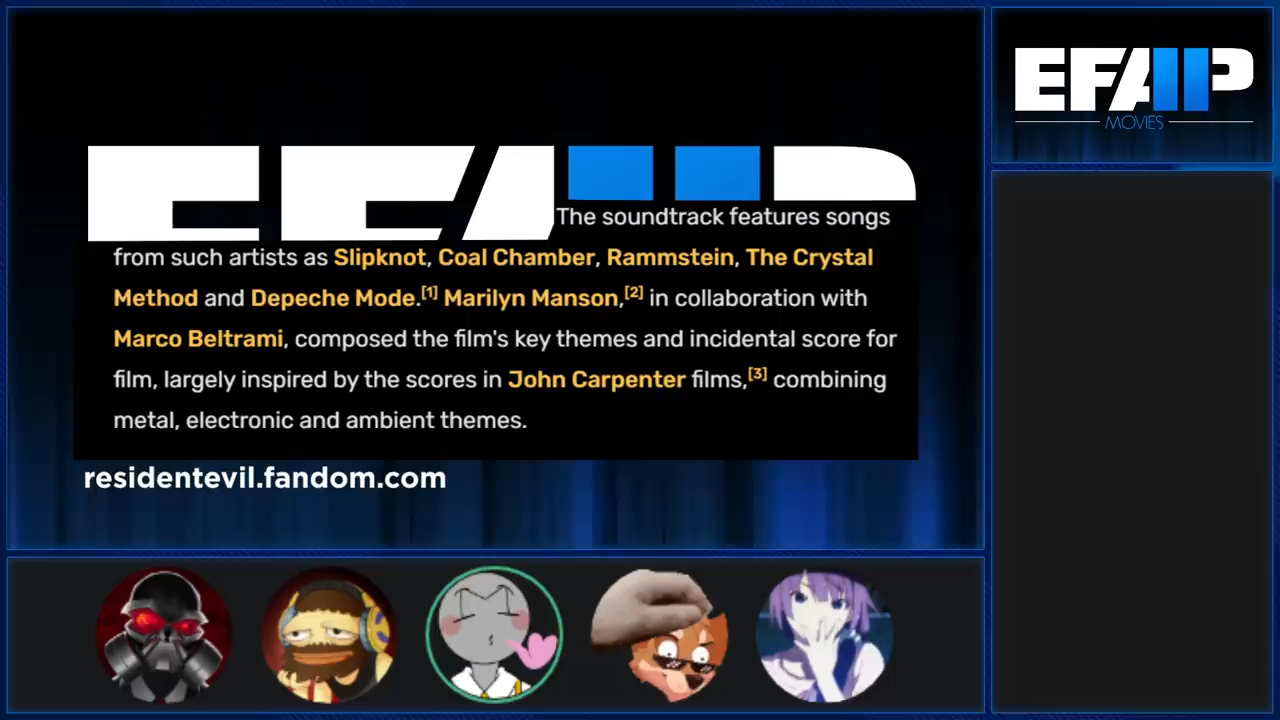 EFAP
The soundtrack features songs
from such artists as Slipknot, Coal Chamber, Rammstein, The Crystal
Method and Depeche Mode.[1] Marilyn Manson,[2] in collaboration with
Marco Beltrami, composed the film's key themes and incidental score for
film, largely inspired by the scores in John Carpenter films,[3] combining
metal, electronic and ambient themes.
residentevil.fandom.com
EFAP
MOVIES